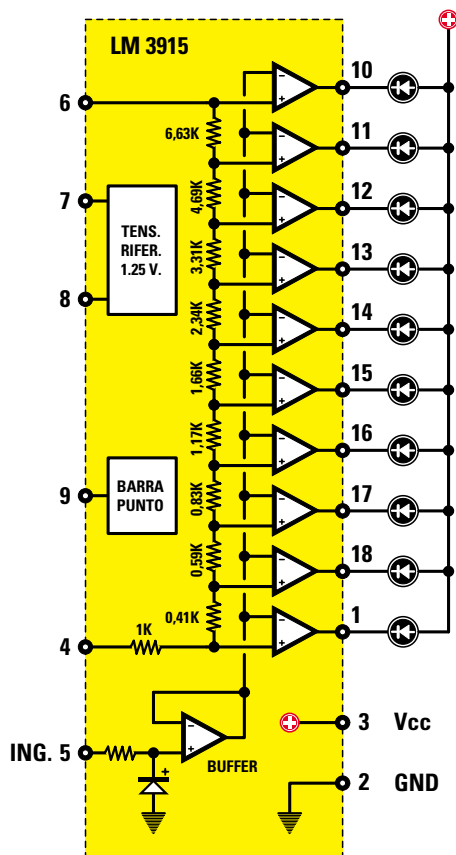 LM 3915
10
6
6,63K
11
4,69K
12
7
TENS.
RIFER.
1.25 V.
3,31K
13
8
2,34K
14
1,66K
15
1,17K
16
9
BARRA
PUNTO
0,83K
17
0,59K
18
0,41K
1
4
1K
3 Vcc
ING. 5
BUFFER
2 GND